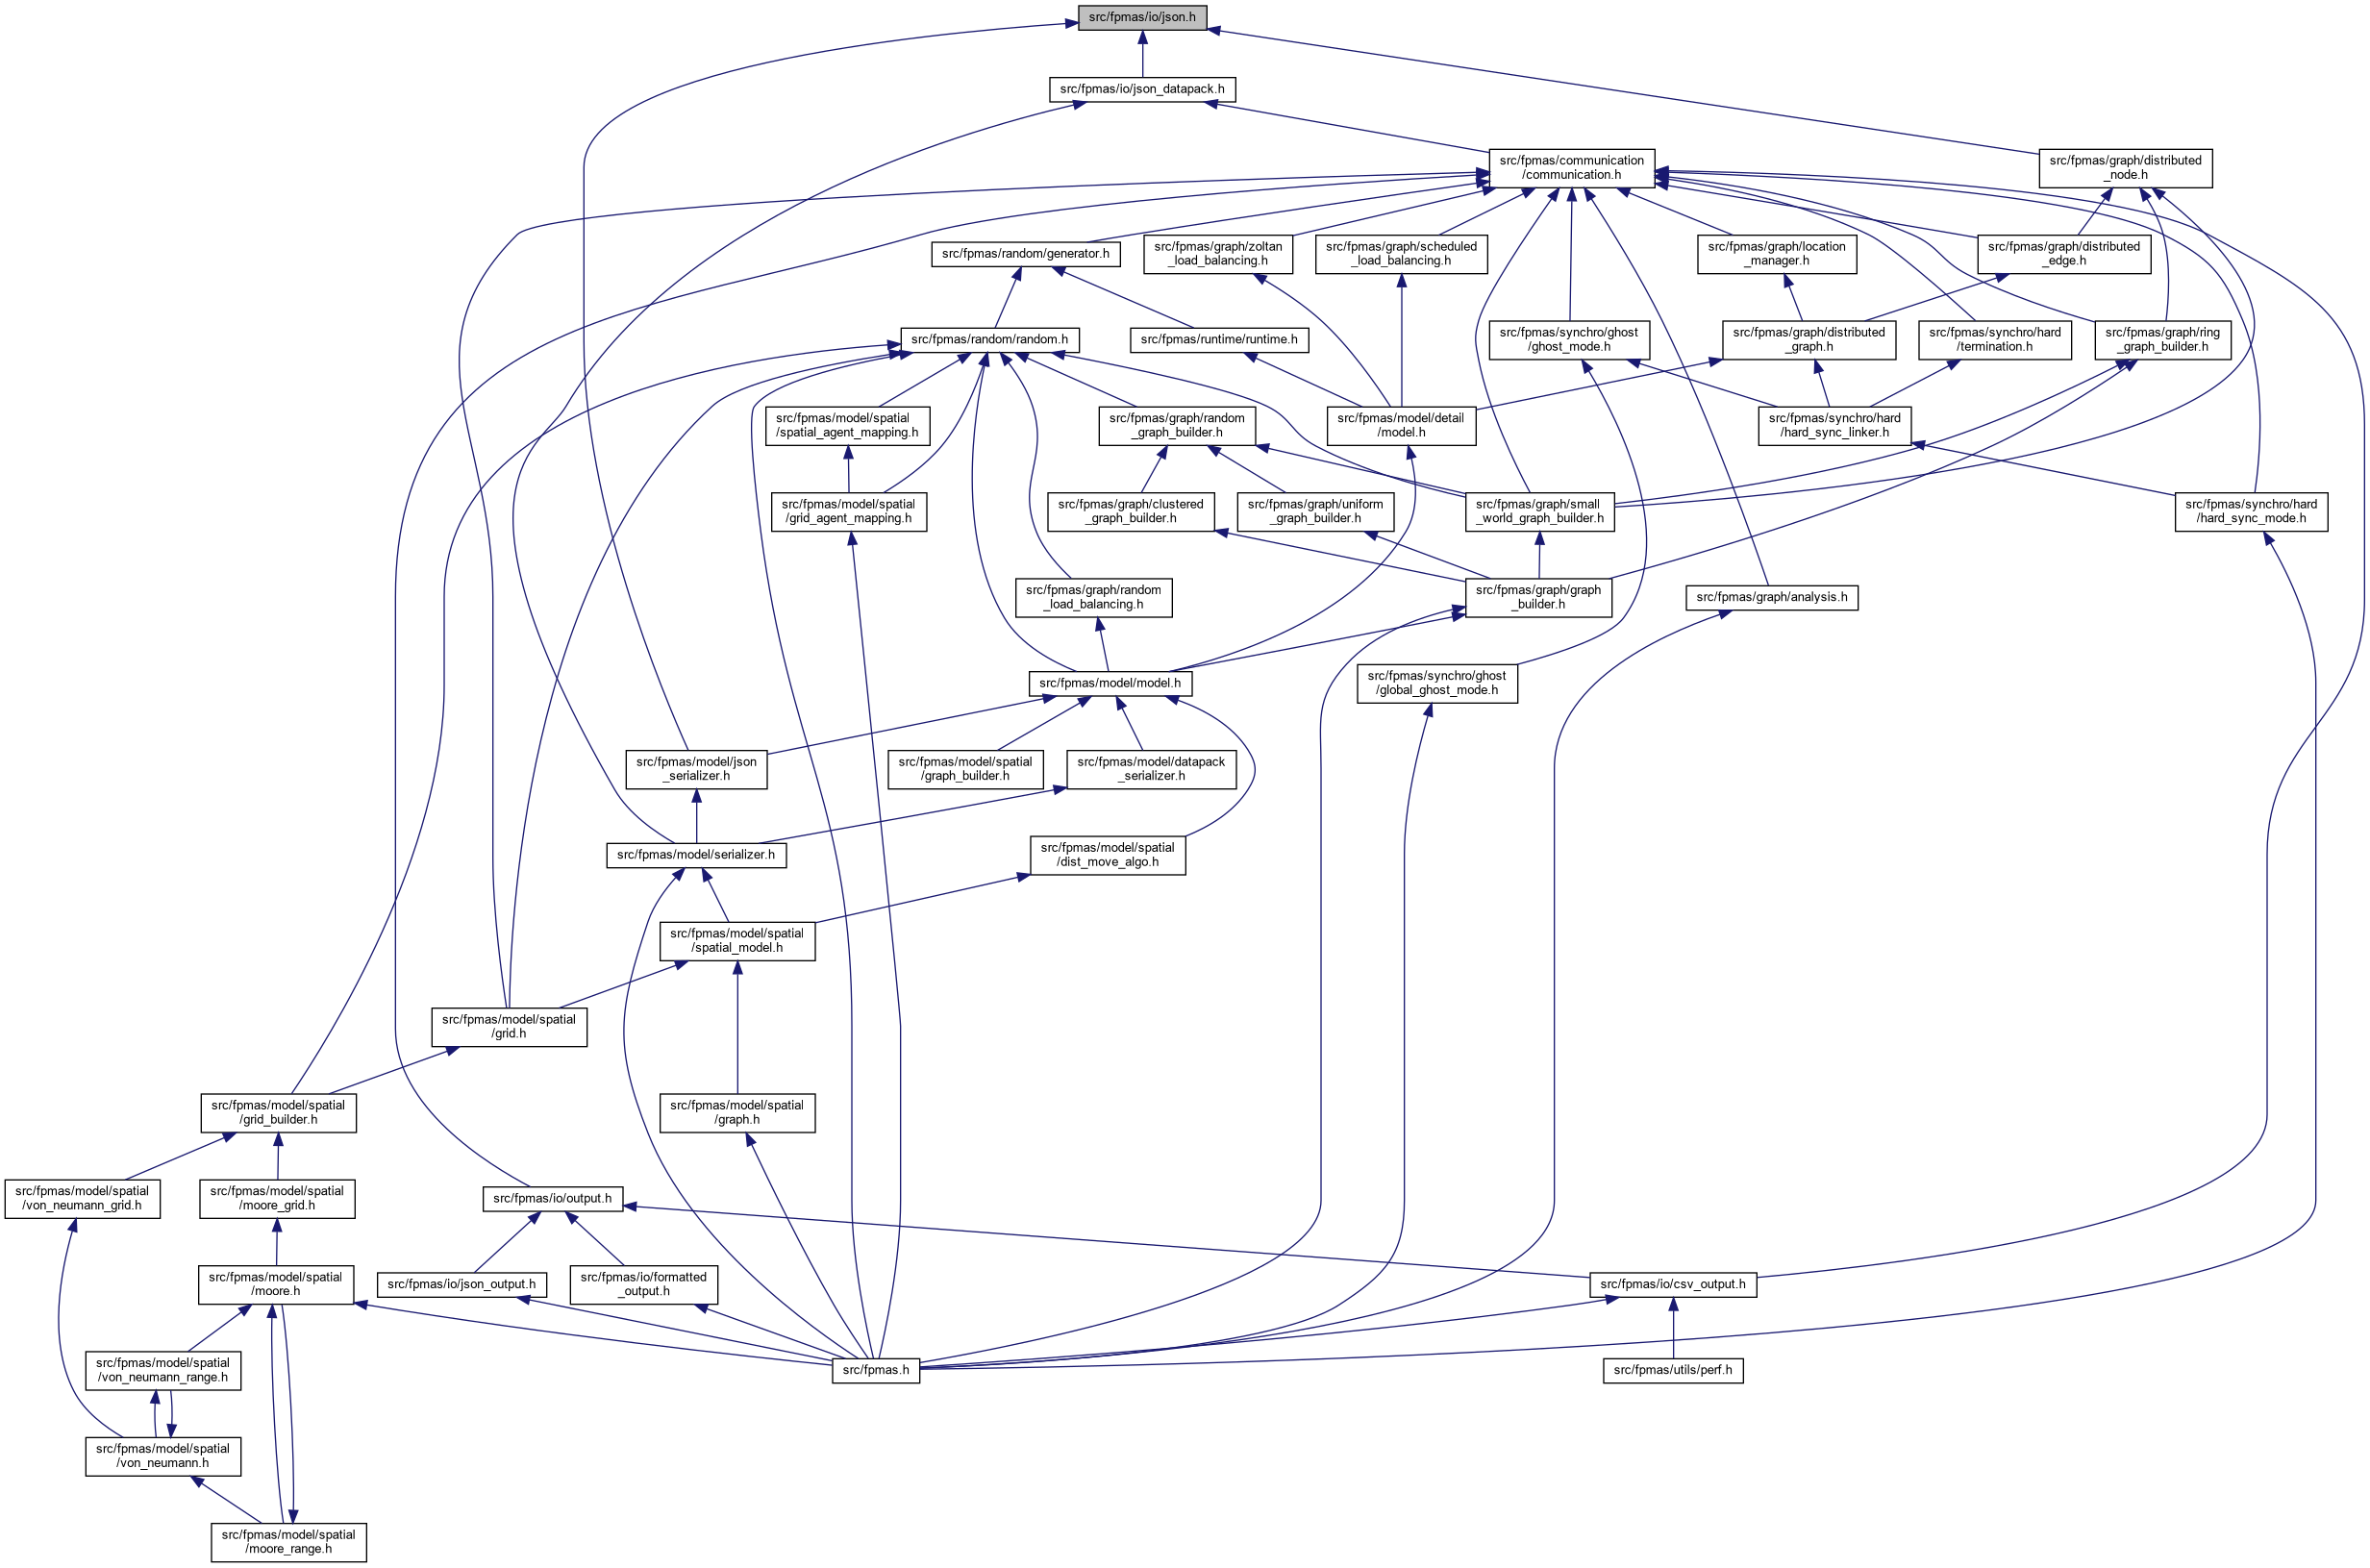 src/fpmas/io/json.h
src/fpmas/io/json_datapack.h
src/fpmas/communication
/communication.h
src/fpmas/graph/distributed
_node.h
src/fpmas/random/generator.h
src/fpmas/graph/zoltan
_load_balancing.h
src/fpmas/graph/scheduled
_load_balancing.h
src/fpmas/graph/location
_manager.h
src/fpmas/graph/distributed
_edge.h
src/fpmas/random/random.h
src/fpmas/runtime/runtime.h
src/fpmas/synchro/ghost
/ghost_mode.h
src/fpmas/graph/distributed
_graph.h
src/fpmas/synchro/hard
/termination.h
src/fpmas/graph/ring
_graph_builder.h
src/fpmas/model/spatial
/spatial_agent_mapping.h
src/fpmas/graph/random
_graph_builder.h
src/fpmas/model/detail
/model.h
src/fpmas/synchro/hard
/hard_sync_linker.h
src/fpmas/model/spatial
/grid_agent_mapping.h
src/fpmas/graph/clustered
_graph_builder.h
src/fpmas/graph/uniform
_graph_builder.h
src/fpmas/graph/small
_world_graph_builder.h
src/fpmas/synchro/hard
/hard_sync_mode.h
src/fpmas/graph/random
_load_balancing.h
src/fpmas/graph/graph
_builder.h
src/fpmas/graph/analysis.h
src/fpmas/model/model.h
src/fpmas/synchro/ghost
/global_ghost_mode.h
src/fpmas/model/json
_serializer.h
src/fpmas/model/spatial
/graph_builder.h
src/fpmas/model/datapack
_serializer.h
src/fpmas/model/serializer.h
src/fpmas/model/spatial
/dist_move_algo.h
src/fpmas/model/spatial
/spatial_model.h
src/fpmas/model/spatial
/grid.h
src/fpmas/model/spatial
/grid_builder.h
src/fpmas/model/spatial
/graph.h
src/fpmas/model/spatial
/von_neumann_grid.h
src/fpmas/model/spatial
/moore_grid.h
src/fpmas/io/output.h
src/fpmas/model/spatial
/moore.h
src/fpmas/io/json_output.h
src/fpmas/io/formatted
_output.h
src/fpmas/io/csv_output.h
src/fpmas/model/spatial
/von_neumann_range.h
src/fpmas.h
src/fpmas/utils/perf.h
src/fpmas/model/spatial
/von_neumann.h
src/fpmas/model/spatial
/moore_range.h